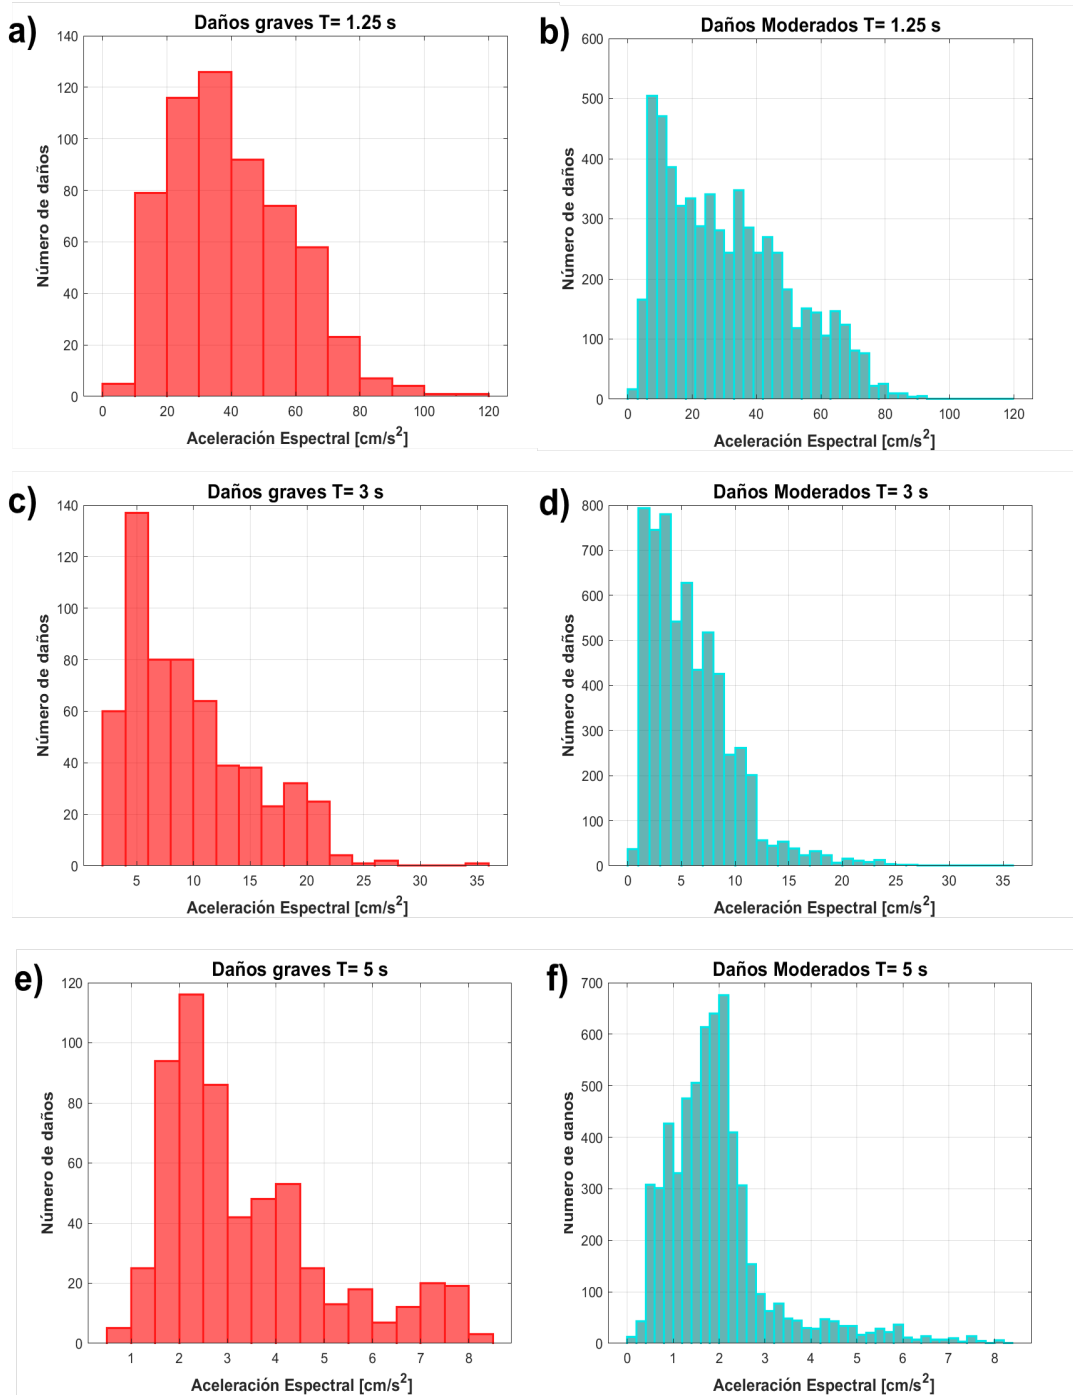 a)
Daños graves T= 1.25 s
140
120
100
80
60
40
20
0
Número de daños
0 20 40 60 80 100 120
Aceleración Espectral [cm/s²]
b)
Daños Moderados T= 1.25 s
600
500
400
300
200
100
0
Número de daños
0 20 40 60 80 100 120
Aceleración Espectral [cm/s²]
c)
Daños graves T= 3 s
140
120
100
80
60
40
20
0
Número de daños
5 10 15 20 25 30 35
Aceleración Espectral [cm/s²]
d)
Daños Moderados T= 3 s
800
700
600
500
400
300
200
100
0
Número de daños
0 5 10 15 20 25 30 35
Aceleración Espectral [cm/s²]
e)
Daños graves T= 5 s
120
100
80
60
40
20
0
Número de daños
1 2 3 4 5 6 7 8
Aceleración Espectral [cm/s²]
f)
Daños Moderados T= 5 s
700
600
500
400
300
200
100
0
Número de daños
0 1 2 3 4 5 6 7 8
Aceleración Espectral [cm/s²]